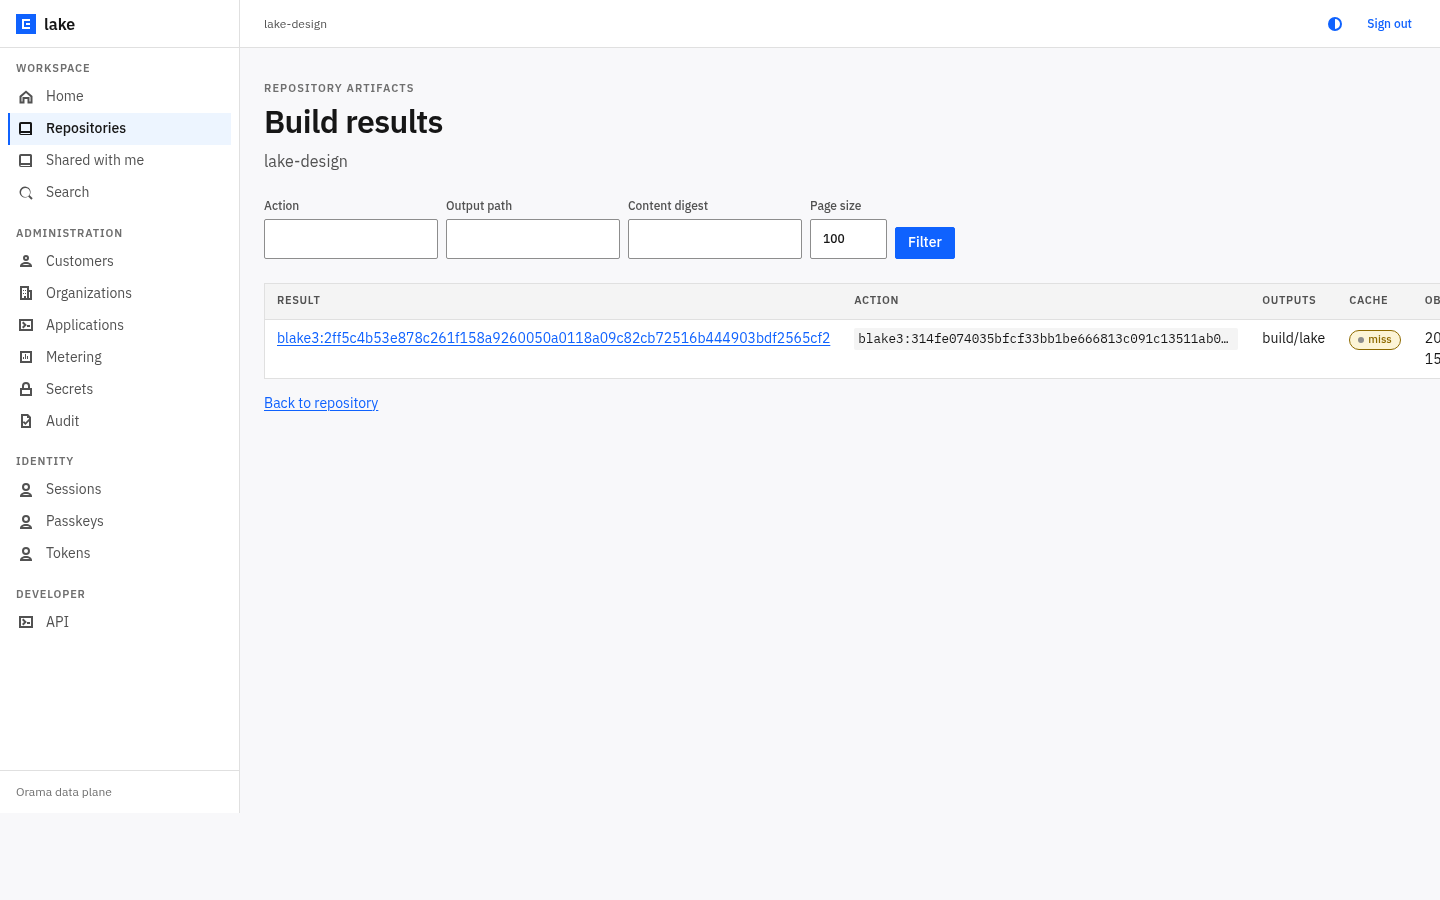 lake
lake-design
Sign out
WORKSPACE
Home
Repositories
Shared with me
Search
ADMINISTRATION
Customers
Organizations
Applications
Metering
Secrets
Audit
IDENTITY
Sessions
Passkeys
Tokens
DEVELOPER
API
Orama data plane
REPOSITORY ARTIFACTS
Build results
lake-design
Action
Output path
Content digest
Page size
100
Filter
RESULT ACTION OUTPUTS CACHE OB
blake3:2ff5c4b53e878c261f158a9260050a0118a09c82cb72516b444903bdf2565cf2 blake3:314fe074035bfcf33bb1be666813c091c13511ab0… build/lake miss 20
15
Back to repository